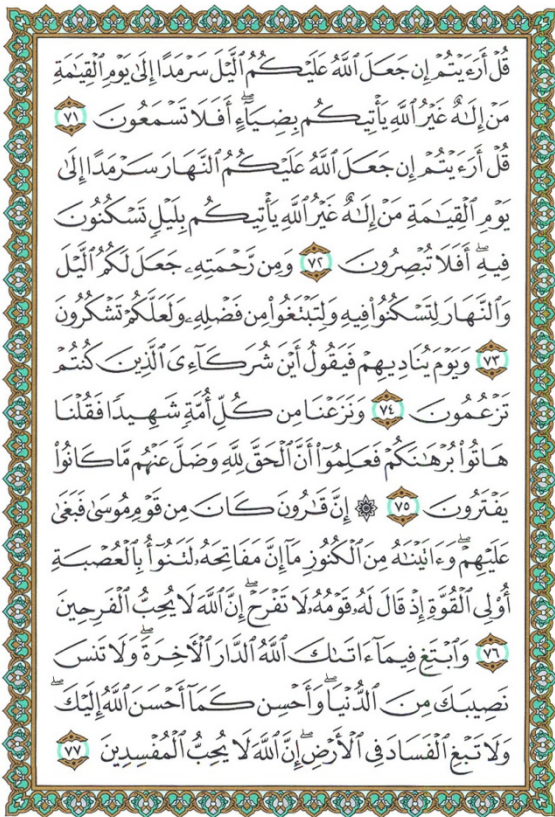 قُلْ أَرَءَيْتُمْ إِن جَعَلَ ٱللَّهُ عَلَيْكُمُ ٱلَّيْلَ سَرْمَدًا إِلَىٰ يَوْمِ ٱلْقِيَـٰمَةِ
مَنْ إِلَـٰهٌ غَيْرُ ٱللَّهِ يَأْتِيكُم بِضِيَآءٍ ۖ أَفَلَا تَسْمَعُونَ ٧١
قُلْ أَرَءَيْتُمْ إِن جَعَلَ ٱللَّهُ عَلَيْكُمُ ٱلنَّهَارَ سَرْمَدًا إِلَىٰ
يَوْمِ ٱلْقِيَـٰمَةِ مَنْ إِلَـٰهٌ غَيْرُ ٱللَّهِ يَأْتِيكُم بِلَيْلٍ تَسْكُنُونَ
فِيهِ ۖ أَفَلَا تُبْصِرُونَ ٧٢ وَمِن رَّحْمَتِهِۦ جَعَلَ لَكُمُ ٱلَّيْلَ
وَٱلنَّهَارَ لِتَسْكُنُوا۟ فِيهِ وَلِتَبْتَغُوا۟ مِن فَضْلِهِۦ وَلَعَلَّكُمْ تَشْكُرُونَ
٧٣ وَيَوْمَ يُنَادِيهِمْ فَيَقُولُ أَيْنَ شُرَكَآءِىَ ٱلَّذِينَ كُنتُمْ
تَزْعُمُونَ ٧٤ وَنَزَعْنَا مِن كُلِّ أُمَّةٍ شَهِيدًا فَقُلْنَا
هَاتُوا۟ بُرْهَـٰنَكُمْ فَعَلِمُوٓا۟ أَنَّ ٱلْحَقَّ لِلَّهِ وَضَلَّ عَنْهُم مَّا كَانُوا۟
يَفْتَرُونَ ٧٥ ۞ إِنَّ قَـٰرُونَ كَانَ مِن قَوْمِ مُوسَىٰ فَبَغَىٰ
عَلَيْهِمْ ۖ وَءَاتَيْنَـٰهُ مِنَ ٱلْكُنُوزِ مَآ إِنَّ مَفَاتِحَهُۥ لَتَنُوٓأُ بِٱلْعُصْبَةِ
أُو۟لِى ٱلْقُوَّةِ إِذْ قَالَ لَهُۥ قَوْمُهُۥ لَا تَفْرَحْ ۖ إِنَّ ٱللَّهَ لَا يُحِبُّ ٱلْفَرِحِينَ
٧٦ وَٱبْتَغِ فِيمَآ ءَاتَىٰكَ ٱللَّهُ ٱلدَّارَ ٱلْـَٔاخِرَةَ ۖ وَلَا تَنسَ
نَصِيبَكَ مِنَ ٱلدُّنْيَا ۖ وَأَحْسِن كَمَآ أَحْسَنَ ٱللَّهُ إِلَيْكَ ۖ
وَلَا تَبْغِ ٱلْفَسَادَ فِى ٱلْأَرْضِ ۖ إِنَّ ٱللَّهَ لَا يُحِبُّ ٱلْمُفْسِدِينَ ٧٧